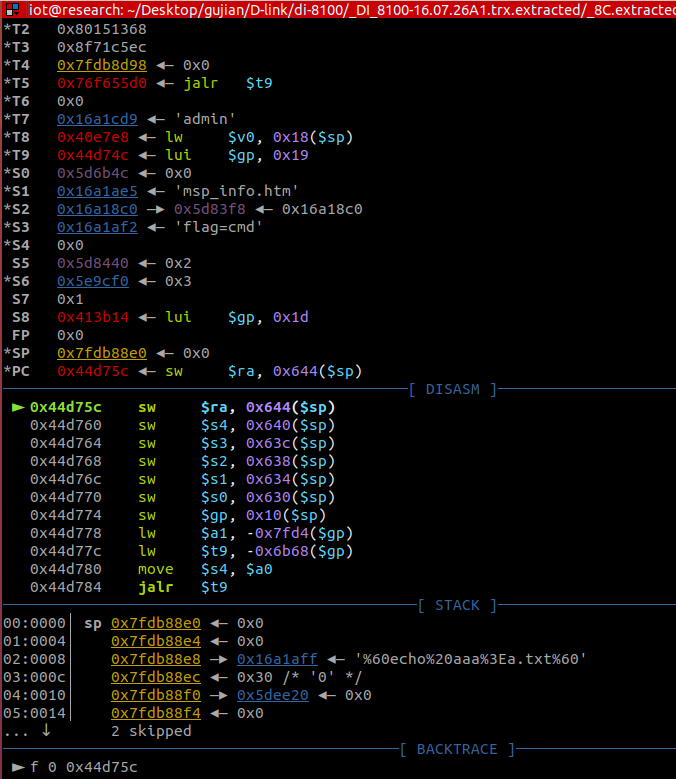 iot@research: ~/Desktop/gujian/D-link/di-8100/_DI_8100-16.07.26A1.trx.extracted/_8C.extracted
*T2 0x80151368
*T3 0x8f71c5ec
*T4 0x7fdb8d98 ◂— 0x0
*T5 0x76f655d0 ◂— jalr $t9
*T6 0x0
*T7 0x16a1cd9 ◂— 'admin'
*T8 0x40e7e8 ◂— lw $v0, 0x18($sp)
*T9 0x44d74c ◂— lui $gp, 0x19
*S0 0x5d6b4c ◂— 0x0
*S1 0x16a1ae5 ◂— 'msp_info.htm'
*S2 0x16a18c0 —▸ 0x5d83f8 ◂— 0x16a18c0
*S3 0x16a1af2 ◂— 'flag=cmd'
*S4 0x0
S5 0x5d8440 ◂— 0x2
*S6 0x5e9cf0 ◂— 0x3
S7 0x1
S8 0x413b14 ◂— lui $gp, 0x1d
FP 0x0
*SP 0x7fdb88e0 ◂— 0x0
*PC 0x44d75c ◂— sw $ra, 0x644($sp)
[ DISASM ]
► 0x44d75c sw $ra, 0x644($sp)
0x44d760 sw $s4, 0x640($sp)
0x44d764 sw $s3, 0x63c($sp)
0x44d768 sw $s2, 0x638($sp)
0x44d76c sw $s1, 0x634($sp)
0x44d770 sw $s0, 0x630($sp)
0x44d774 sw $gp, 0x10($sp)
0x44d778 lw $a1, -0x7fd4($gp)
0x44d77c lw $t9, -0x6b68($gp)
0x44d780 move $s4, $a0
0x44d784 jalr $t9
[ STACK ]
00:0000│ sp 0x7fdb88e0 ◂— 0x0
01:0004│ 0x7fdb88e4 ◂— 0x0
02:0008│ 0x7fdb88e8 —▸ 0x16a1aff ◂— '%60echo%20aaa%3Ea.txt%60'
03:000c│ 0x7fdb88ec ◂— 0x30 /* '0' */
04:0010│ 0x7fdb88f0 —▸ 0x5dee20 ◂— 0x0
05:0014│ 0x7fdb88f4 ◂— 0x0
... ↓ 2 skipped
[ BACKTRACE ]
► f 0 0x44d75c